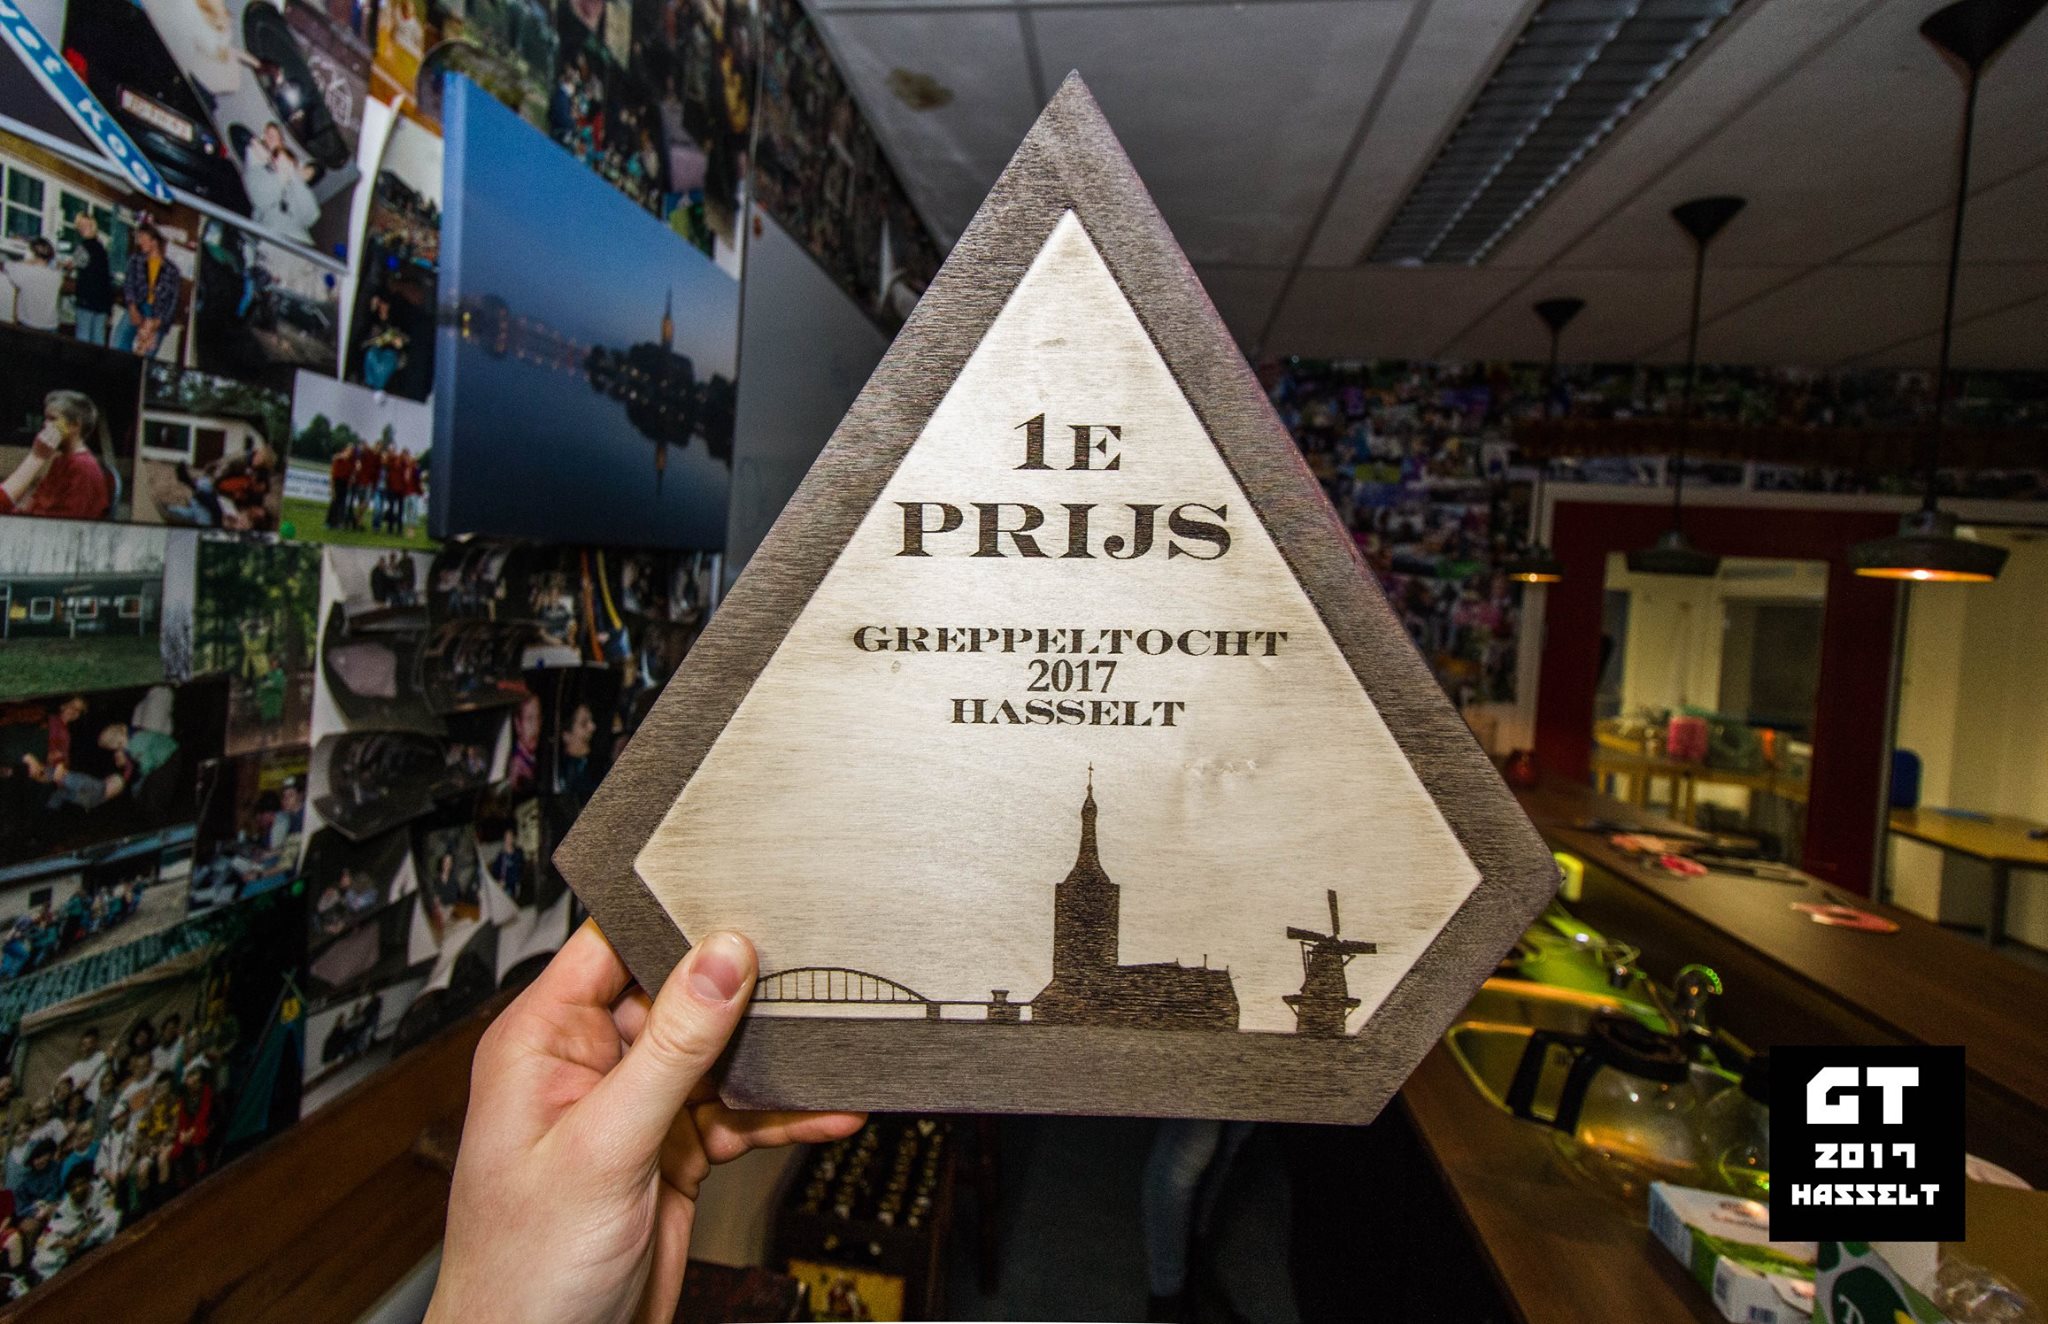 1E
PRIJS
GREPPELTOCHT
2017
HASSELT
GT
2017
HASSELT